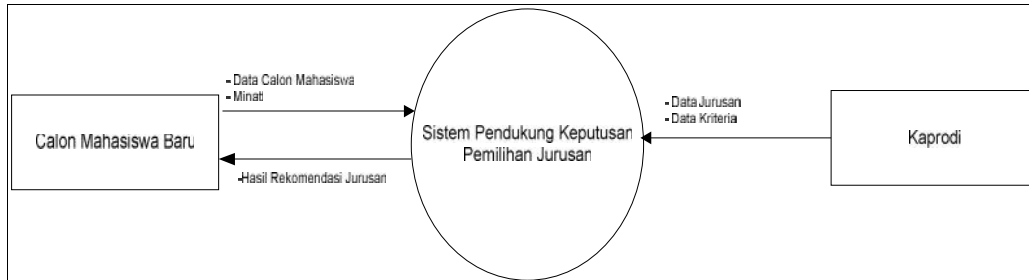 - Data Calon Mahasiswa
- Minat
Calon Mahasiswa Baru
-Hasil Rekomendasi Jurusan
Sistem Pendukung Keputusan
Pemilihan Jurusan
- Data Jurusan
- Data Kriteria
Kaprodi